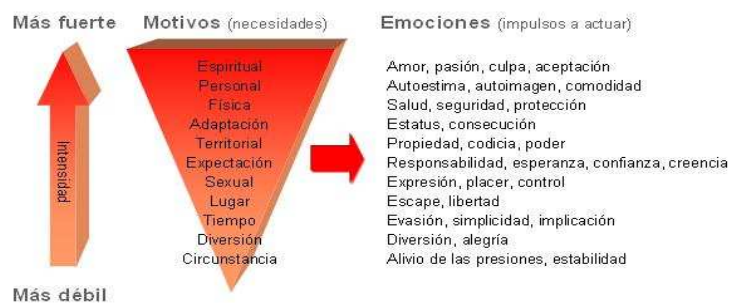 Más fuerte Motivos (necesidades) Emociones (impulsos a actuar)
Espiritual Amor, pasión, culpa, aceptación
Personal Autoestima, autoimagen, comodidad
Física Salud, seguridad, protección
Adaptación Estatus, consecución
Territorial Propiedad, codicia, poder
Expectación Responsabilidad, esperanza, confianza, creencia
Sexual Expresión, placer, control
Lugar Escape, libertad
Tiempo Evasión, simplicidad, implicación
Diversión Diversión, alegría
Circunstancia Alivio de las presiones, estabilidad
Intensidad
Más débil